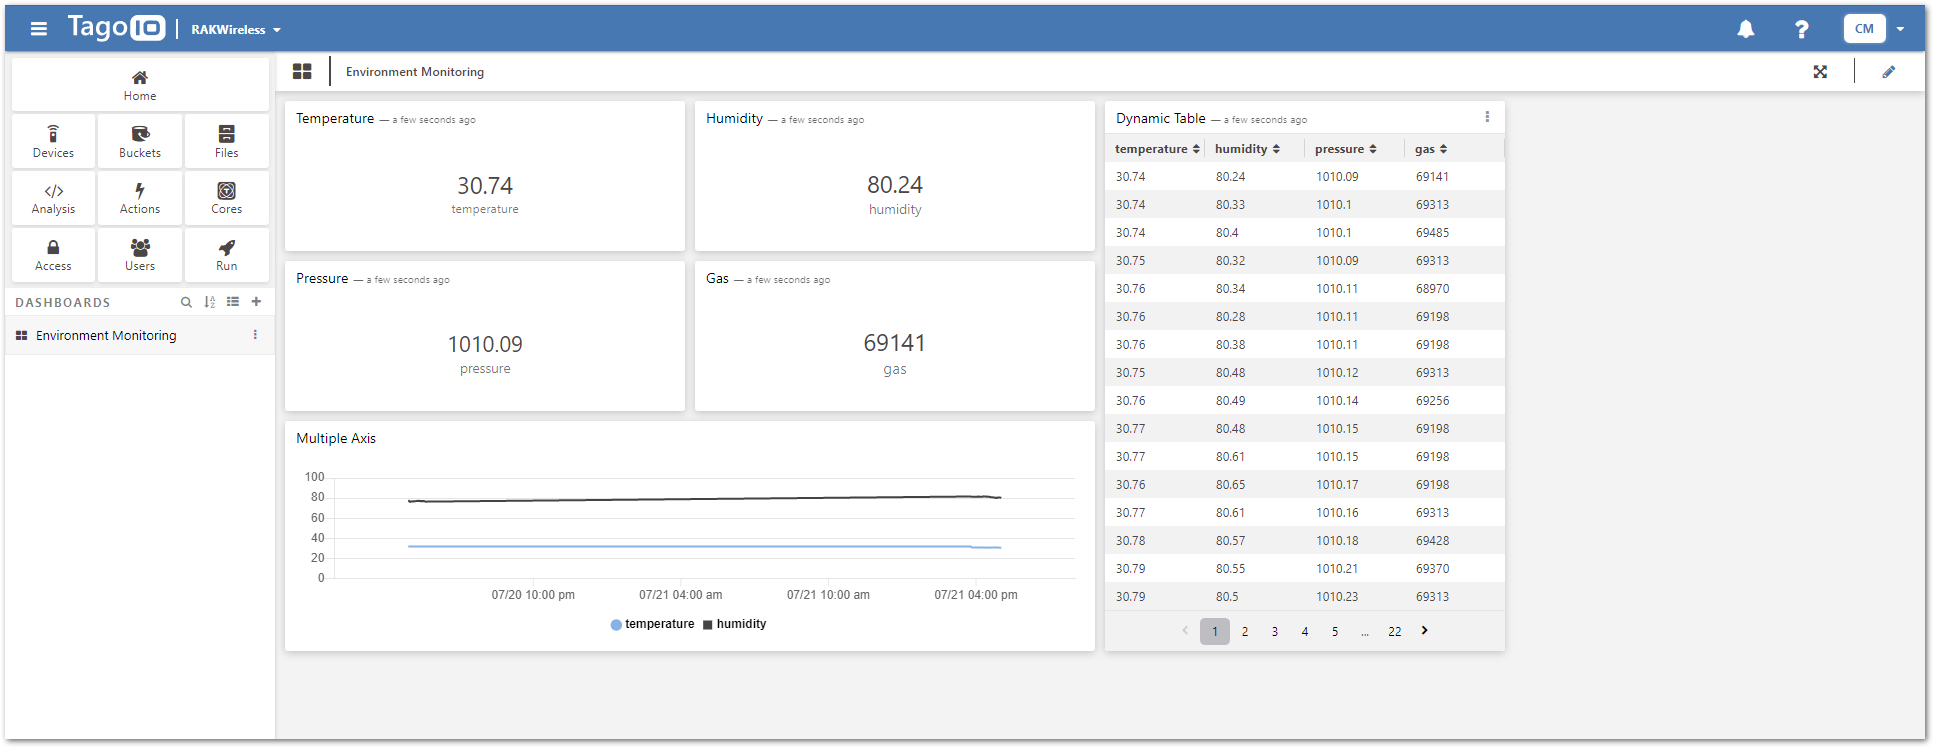 TagoIO RAKWireless CM
Home
Devices Buckets Files
Analysis Actions Cores
Access Users Run
DASHBOARDS
Environment Monitoring
Environment Monitoring
Temperature — a few seconds ago
30.74
temperature
Humidity — a few seconds ago
80.24
humidity
Pressure — a few seconds ago
1010.09
pressure
Gas — a few seconds ago
69141
gas
Multiple Axis
100
80
60
40
20
0
07/20 10:00 pm 07/21 04:00 am 07/21 10:00 am 07/21 04:00 pm
temperature humidity
Dynamic Table — a few seconds ago
temperature humidity pressure gas
30.74 80.24 1010.09 69141
30.74 80.33 1010.1 69313
30.74 80.4 1010.1 69485
30.75 80.32 1010.09 69313
30.76 80.34 1010.11 68970
30.76 80.28 1010.11 69198
30.76 80.38 1010.11 69198
30.75 80.48 1010.12 69313
30.76 80.49 1010.14 69256
30.77 80.48 1010.15 69198
30.77 80.61 1010.15 69198
30.76 80.65 1010.17 69198
30.77 80.61 1010.16 69313
30.78 80.57 1010.18 69428
30.79 80.55 1010.21 69370
30.79 80.5 1010.23 69313
1 2 3 4 5 ... 22